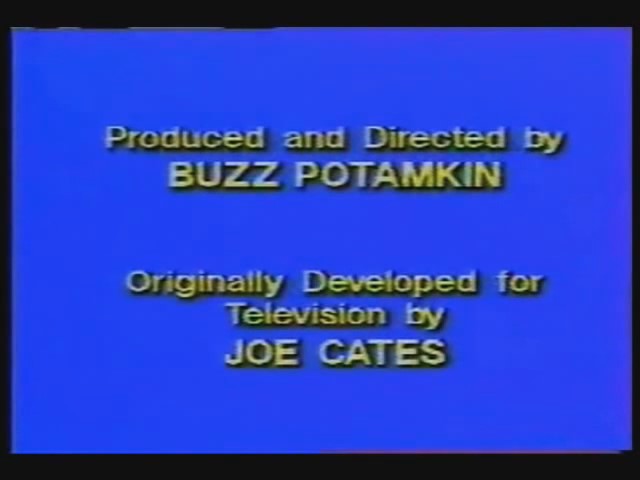 Produced and Directed by
BUZZ POTAMKIN
Originally Developed for
Television by
JOE CATES